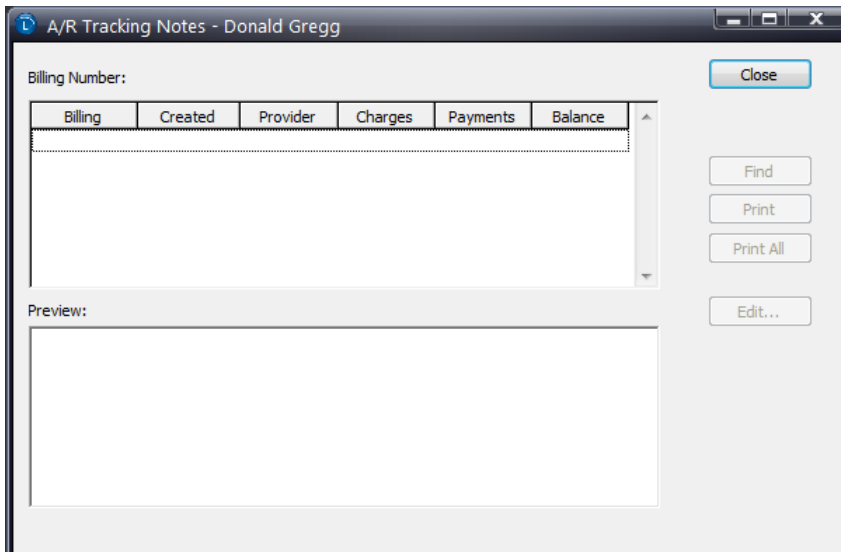 A/R Tracking Notes - Donald Gregg
Billing Number:
Close
Billing Created Provider Charges Payments Balance
Find
Print
Print All
Preview:
Edit...